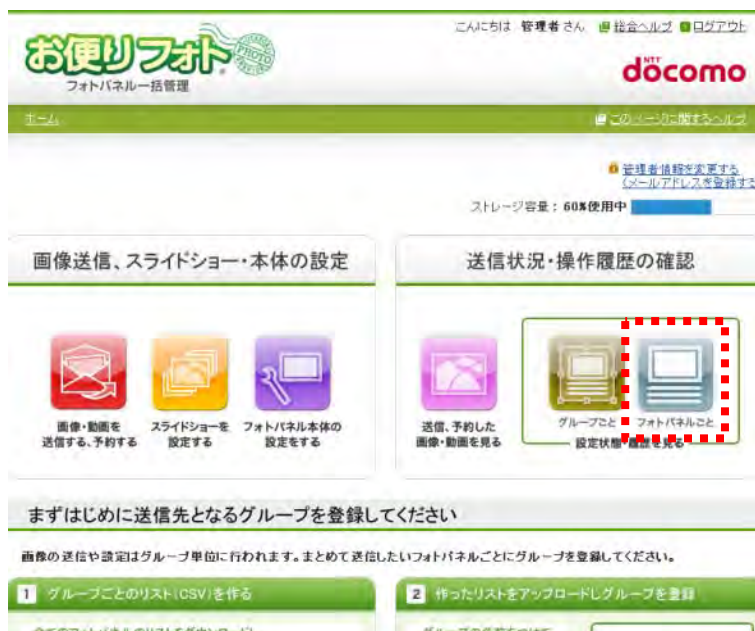 こんにちは 管理者 さん 総合ヘルプ ログアウト
お便りフォト
PHOTO
フォトパネル一括管理
NTT
döcomo
ホーム
このページに関するヘルプ
管理者情報を変更する
(メールアドレスを登録する
ストレージ容量：60%使用中
画像送信、スライドショー・本体の設定
送信状況・操作履歴の確認
画像・動画を
送信する、予約する
スライドショーを
設定する
フォトパネル本体の
設定をする
送信、予約した
画像・動画を見る
グループごと
フォトパネルごと
設定状態・履歴を見る
まずはじめに送信先となるグループを登録してください
画像の送信や設定はグループ単位に行われます。まとめて送信したいフォトパネルごとにグループを登録してください。
1 グループごとのリスト(CSV)を作る
2 作ったリストをアップロードしグループを登録